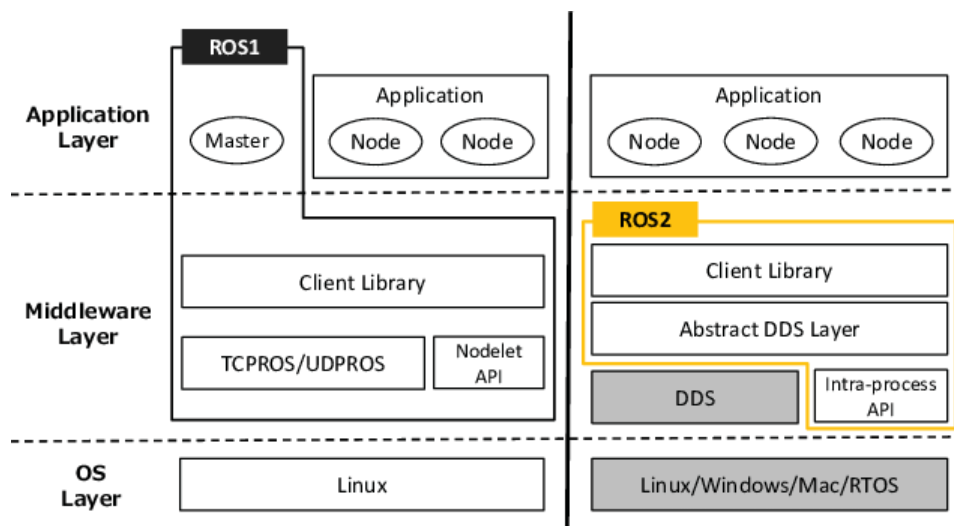 ROS1
Application
Layer
Master
Application
Node
Node
Application
Node
Node
Node
Middleware
Layer
Client Library
TCPROS/UDPROS
Nodelet
API
ROS2
Client Library
Abstract DDS Layer
DDS
Intra-process
API
OS
Layer
Linux
Linux/Windows/Mac/RTOS